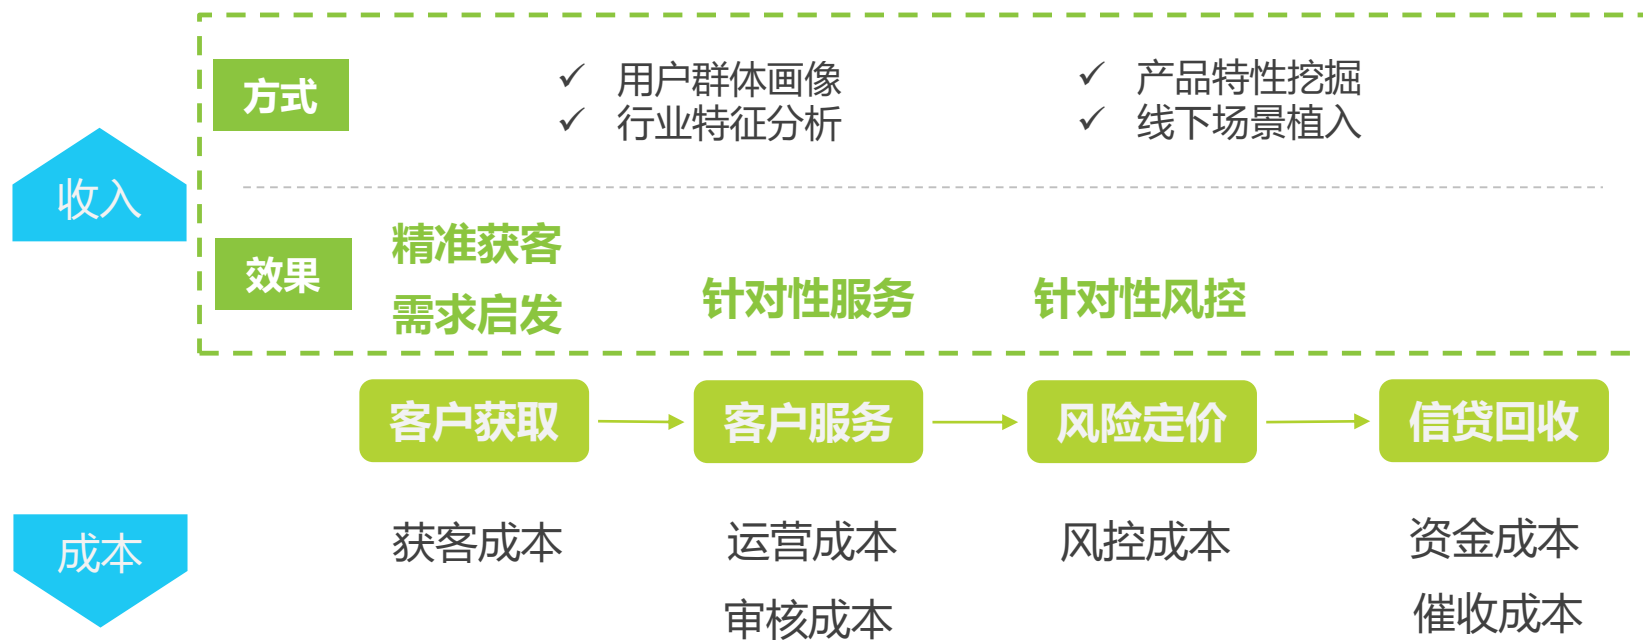 方式
✓ 用户群体画像
✓ 行业特征分析
✓ 产品特性挖掘
✓ 线下场景植入
收入
效果
精准获客
需求启发
针对性服务
针对性风控
客户获取
客户服务
风险定价
信贷回收
成本
获客成本
运营成本
审核成本
风控成本
资金成本
催收成本